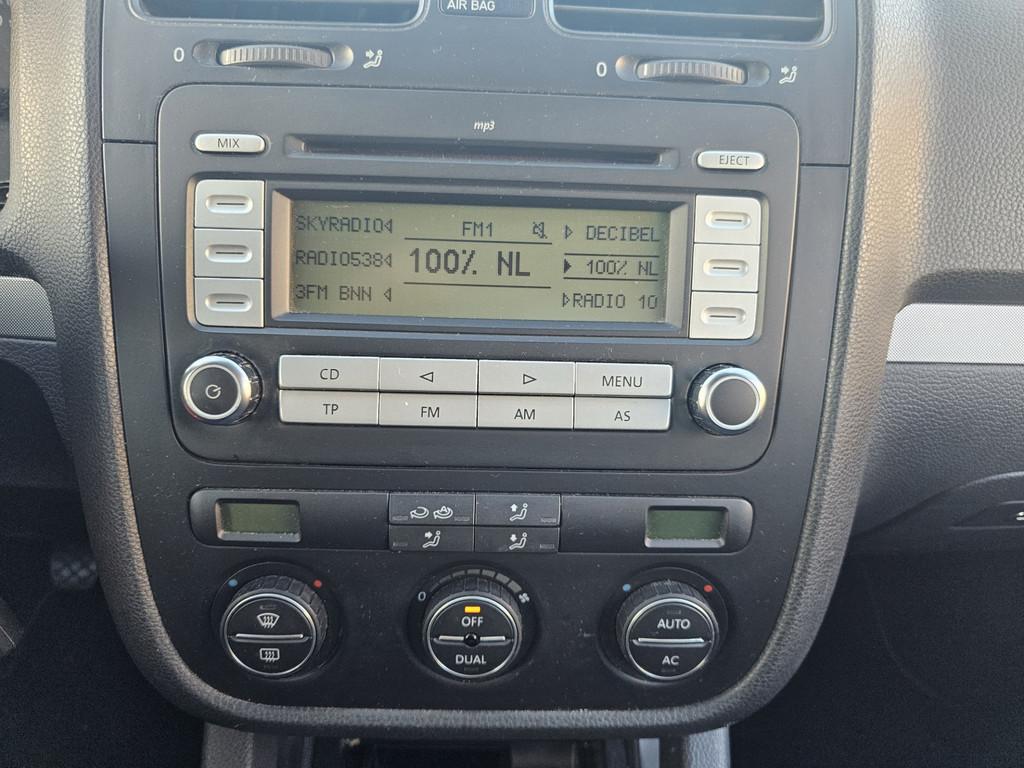 AIR BAG
0
0
mp3
MIX
EJECT
SKYRADIO FM1 DECIBEL
RADIO538 100% NL 100% NL
3FM BNN RADIO 10
CD MENU
TP FM AM AS
0
OFF AUTO
DUAL AC